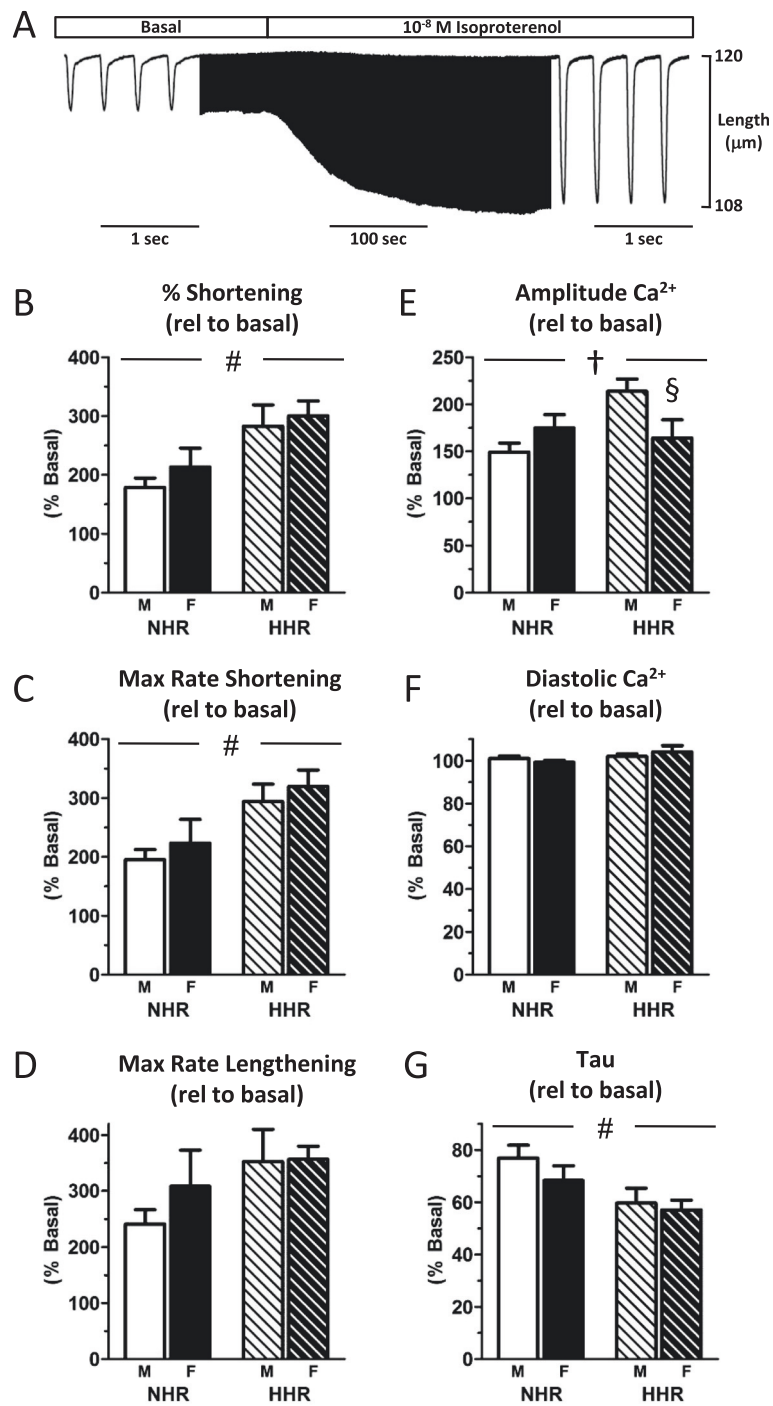 A
Basal
10⁻⁸ M Isoproterenol
120
Length
(μm)
108
1 sec
100 sec
1 sec
B
% Shortening
(rel to basal)
#
400
300
200
100
0
(% Basal)
M F M F
NHR HHR
E
Amplitude Ca²⁺
(rel to basal)
†
§
250
200
150
100
50
0
(% Basal)
M F M F
NHR HHR
C
Max Rate Shortening
(rel to basal)
#
400
300
200
100
0
(% Basal)
M F M F
NHR HHR
F
Diastolic Ca²⁺
(rel to basal)
100
80
60
40
20
0
(% Basal)
M F M F
NHR HHR
D
Max Rate Lengthening
(rel to basal)
400
300
200
100
0
(% Basal)
M F M F
NHR HHR
G
Tau
(rel to basal)
#
80
60
40
20
0
(% Basal)
M F M F
NHR HHR